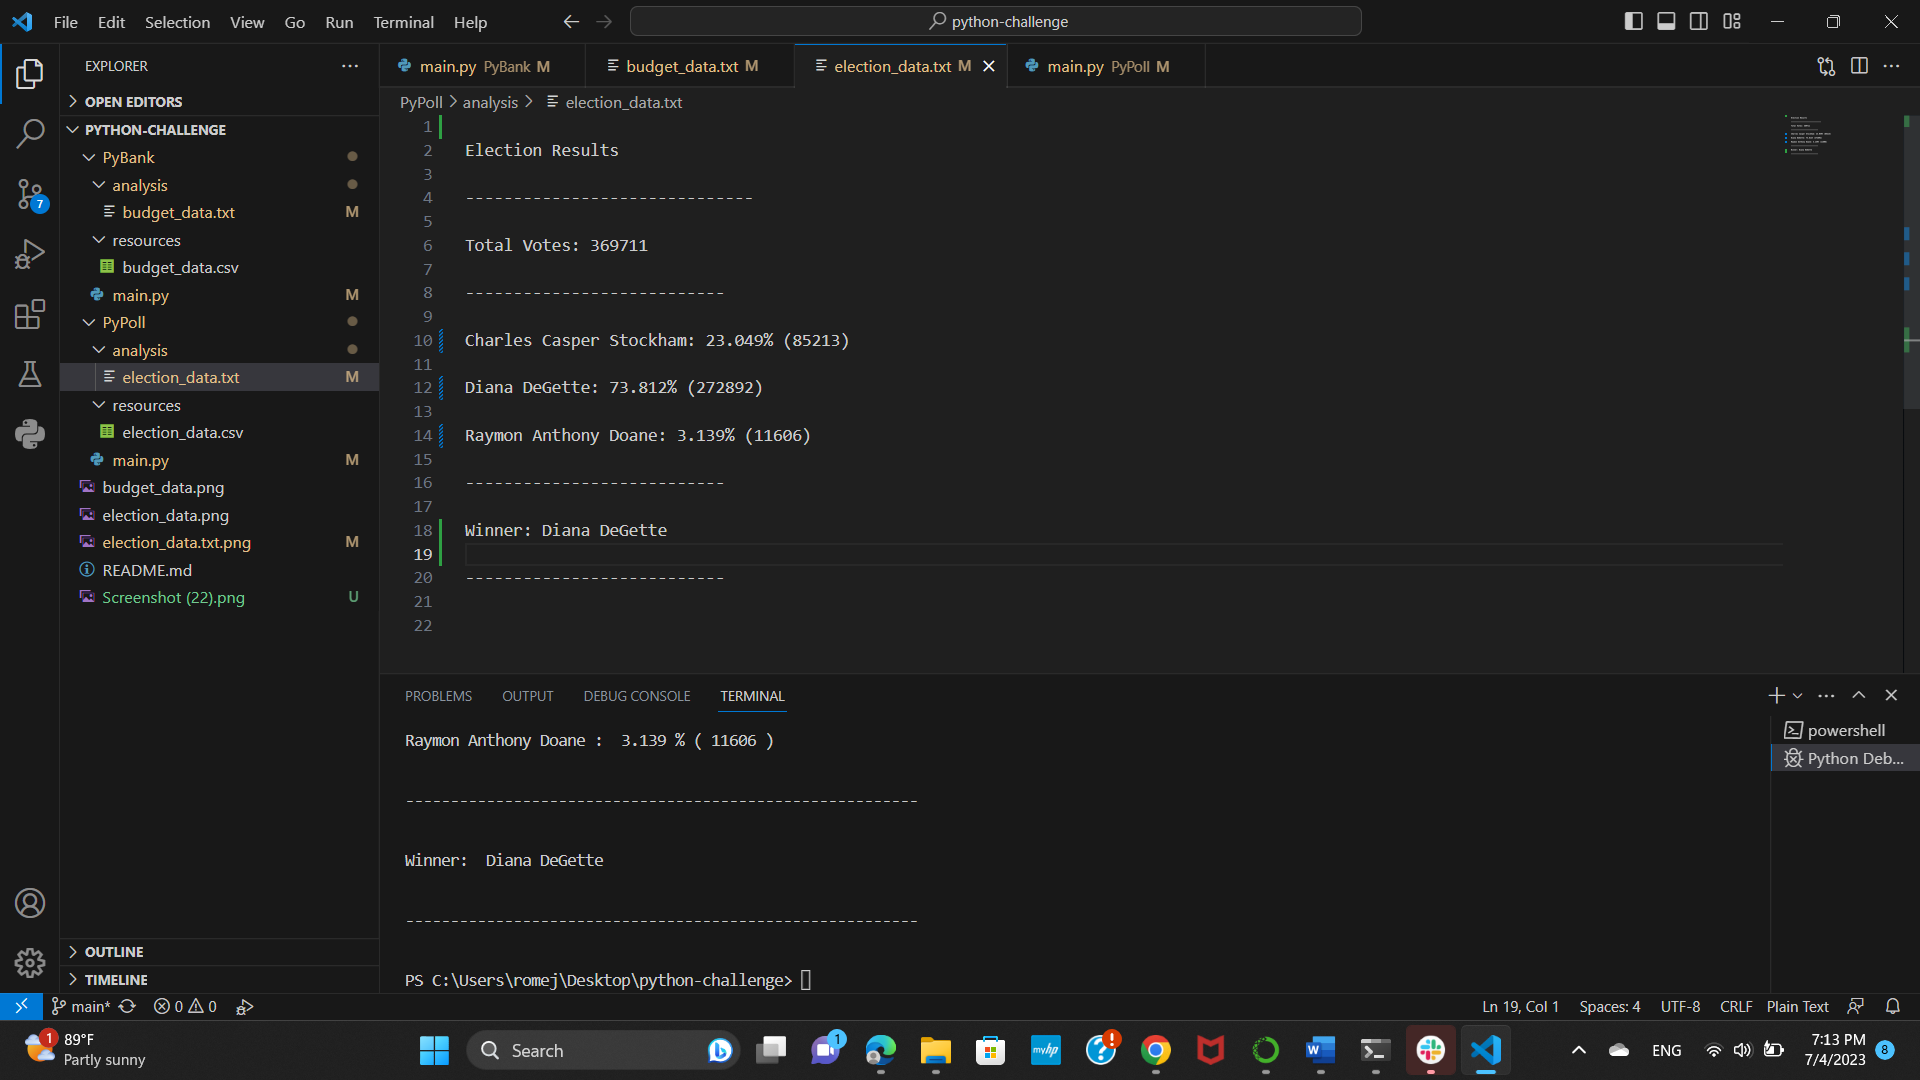 File Edit Selection View Go Run Terminal Help
python-challenge
EXPLORER
OPEN EDITORS
PYTHON-CHALLENGE
PyBank
analysis
budget_data.txt M
resources
budget_data.csv
main.py M
PyPoll
analysis
election_data.txt M
resources
election_data.csv
main.py M
budget_data.png
election_data.png
election_data.txt.png M
README.md
Screenshot (22).png U
OUTLINE
TIMELINE
7
main.py PyBank M
budget_data.txt M
election_data.txt M
main.py PyPoll M
PyPoll > analysis > election_data.txt
1
2 Election Results
3
4 ------------------------------
5
6 Total Votes: 369711
7
8 ---------------------------
9
10 Charles Casper Stockham: 23.049% (85213)
11
12 Diana DeGette: 73.812% (272892)
13
14 Raymon Anthony Doane: 3.139% (11606)
15
16 ---------------------------
17
18 Winner: Diana DeGette
19
20 ---------------------------
21
22
PROBLEMS OUTPUT DEBUG CONSOLE TERMINAL
Raymon Anthony Doane :  3.139 % ( 11606 )
---------------------------------------------------------
Winner:  Diana DeGette
---------------------------------------------------------
PS C:\Users\romej\Desktop\python-challenge>
powershell
Python Deb...
main* 0 0
Ln 19, Col 1 Spaces: 4 UTF-8 CRLF Plain Text
1
89°F
Partly sunny
Search
1
myhp
?
!
W
ENG
7:13 PM
7/4/2023
8